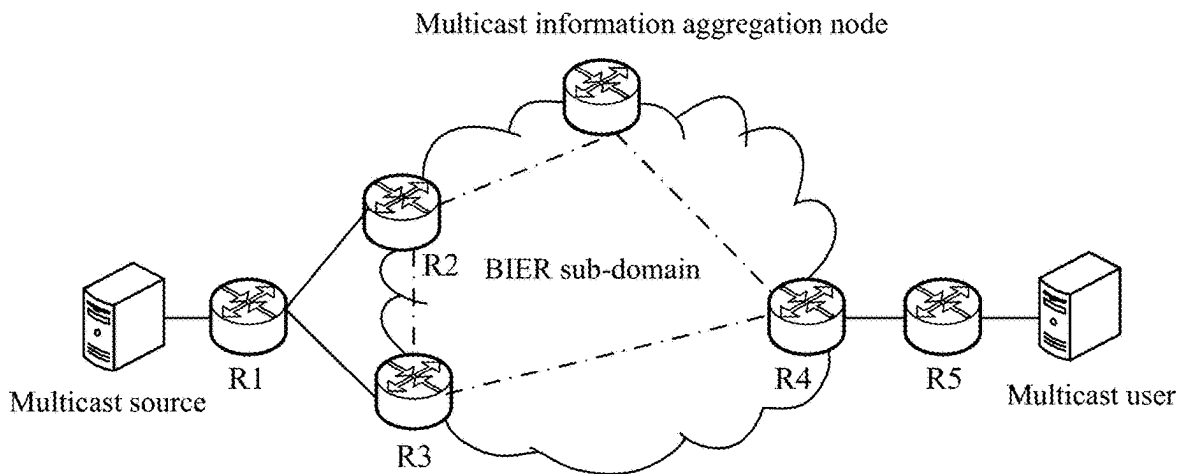 Multicast information aggregation node
R2
BIER sub-domain
R1
R4
R5
Multicast source
Multicast user
R3